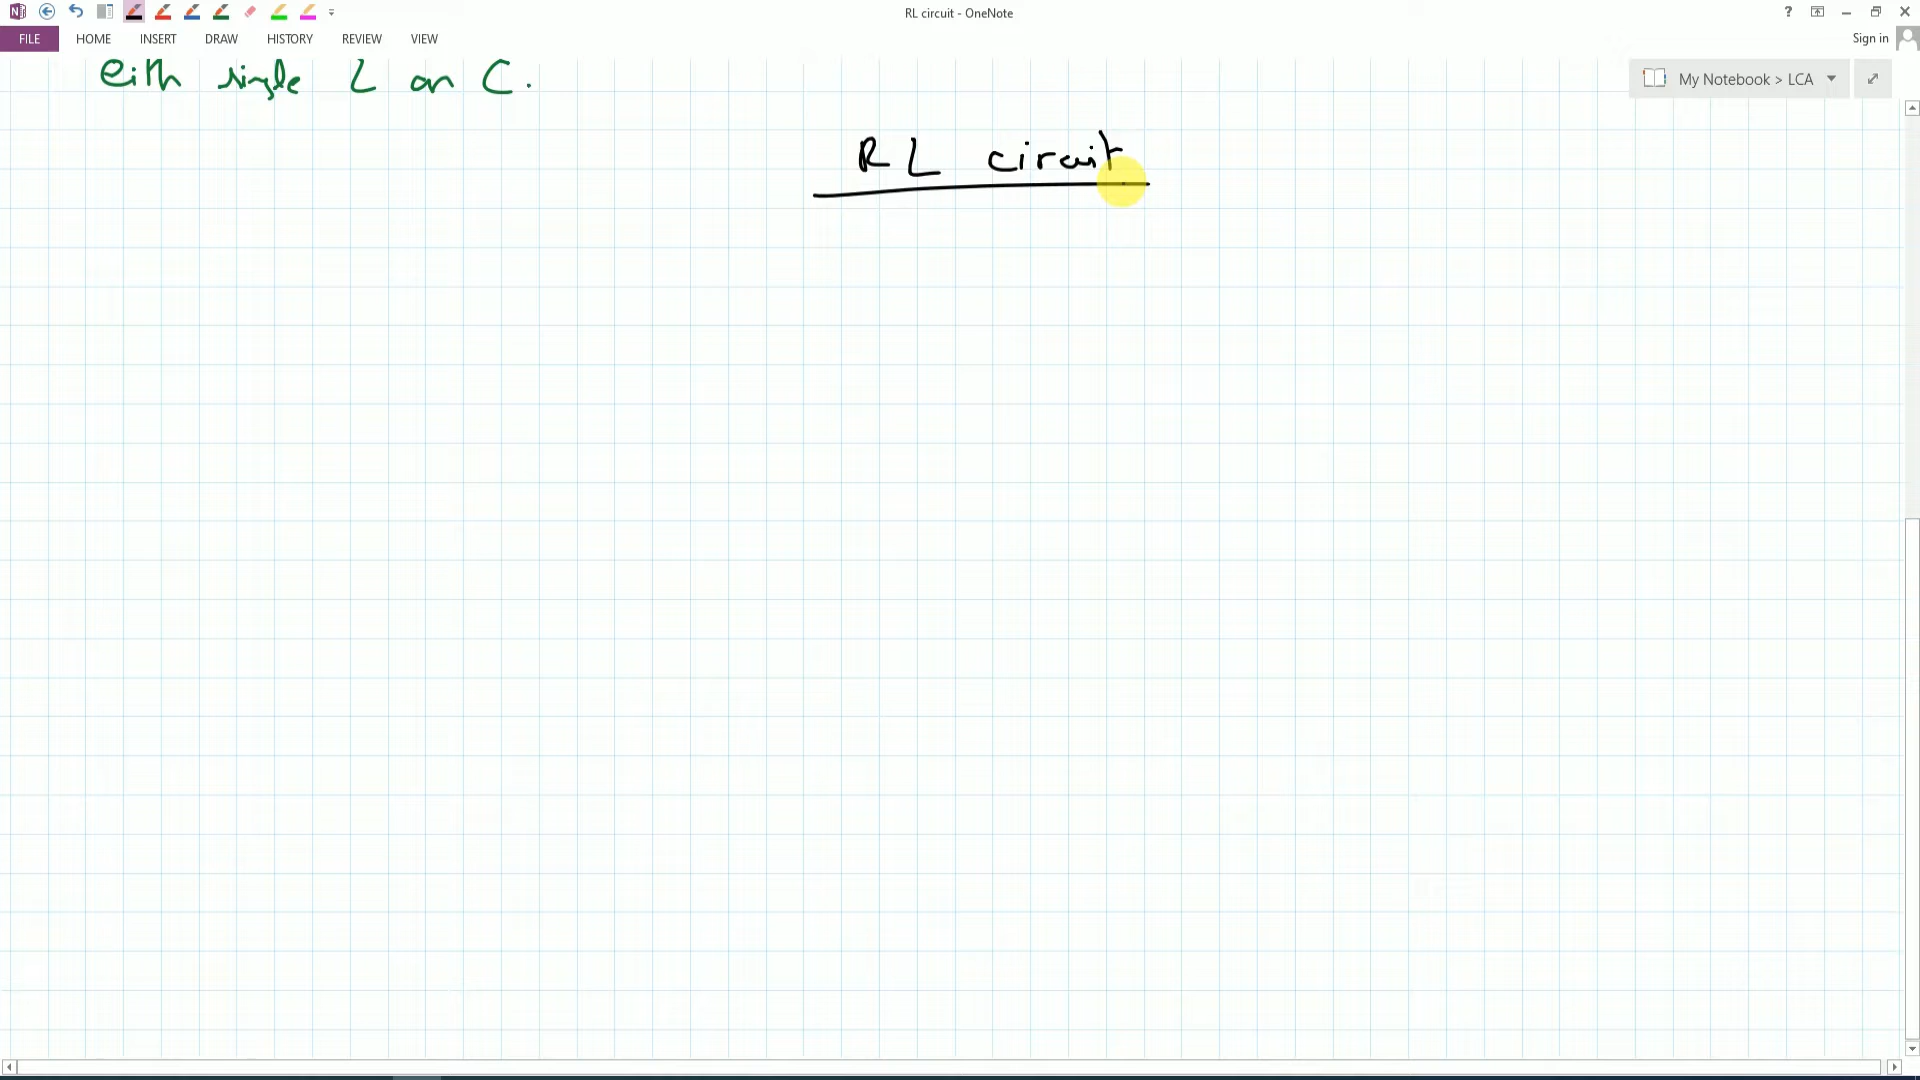 RL circuit - OneNote
?
FILE HOME INSERT DRAW HISTORY REVIEW VIEW
Sign in
eith single L or C.
My Notebook > LCA
RL circuit